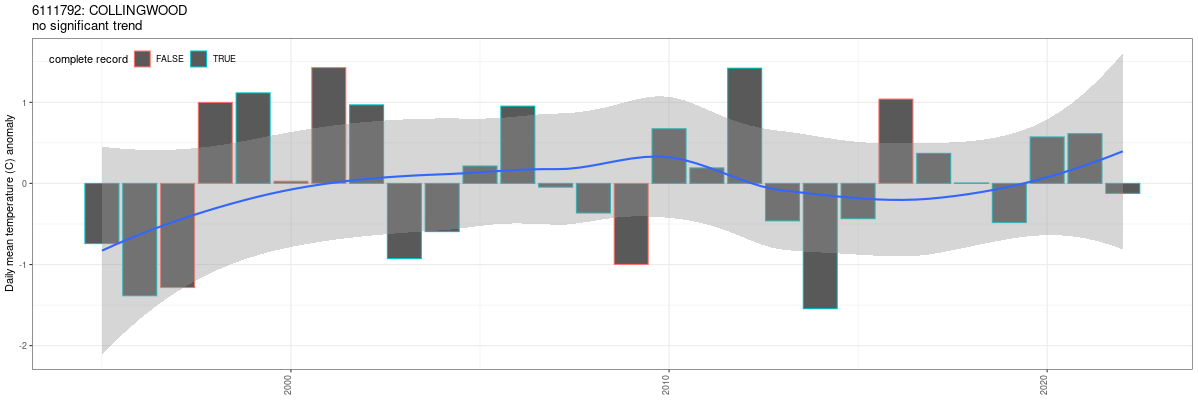 6111792: COLLINGWOOD
no significant trend
complete record FALSE TRUE
Daily mean temperature (C) anomaly
1
0
-1
-2
2000 2010 2020